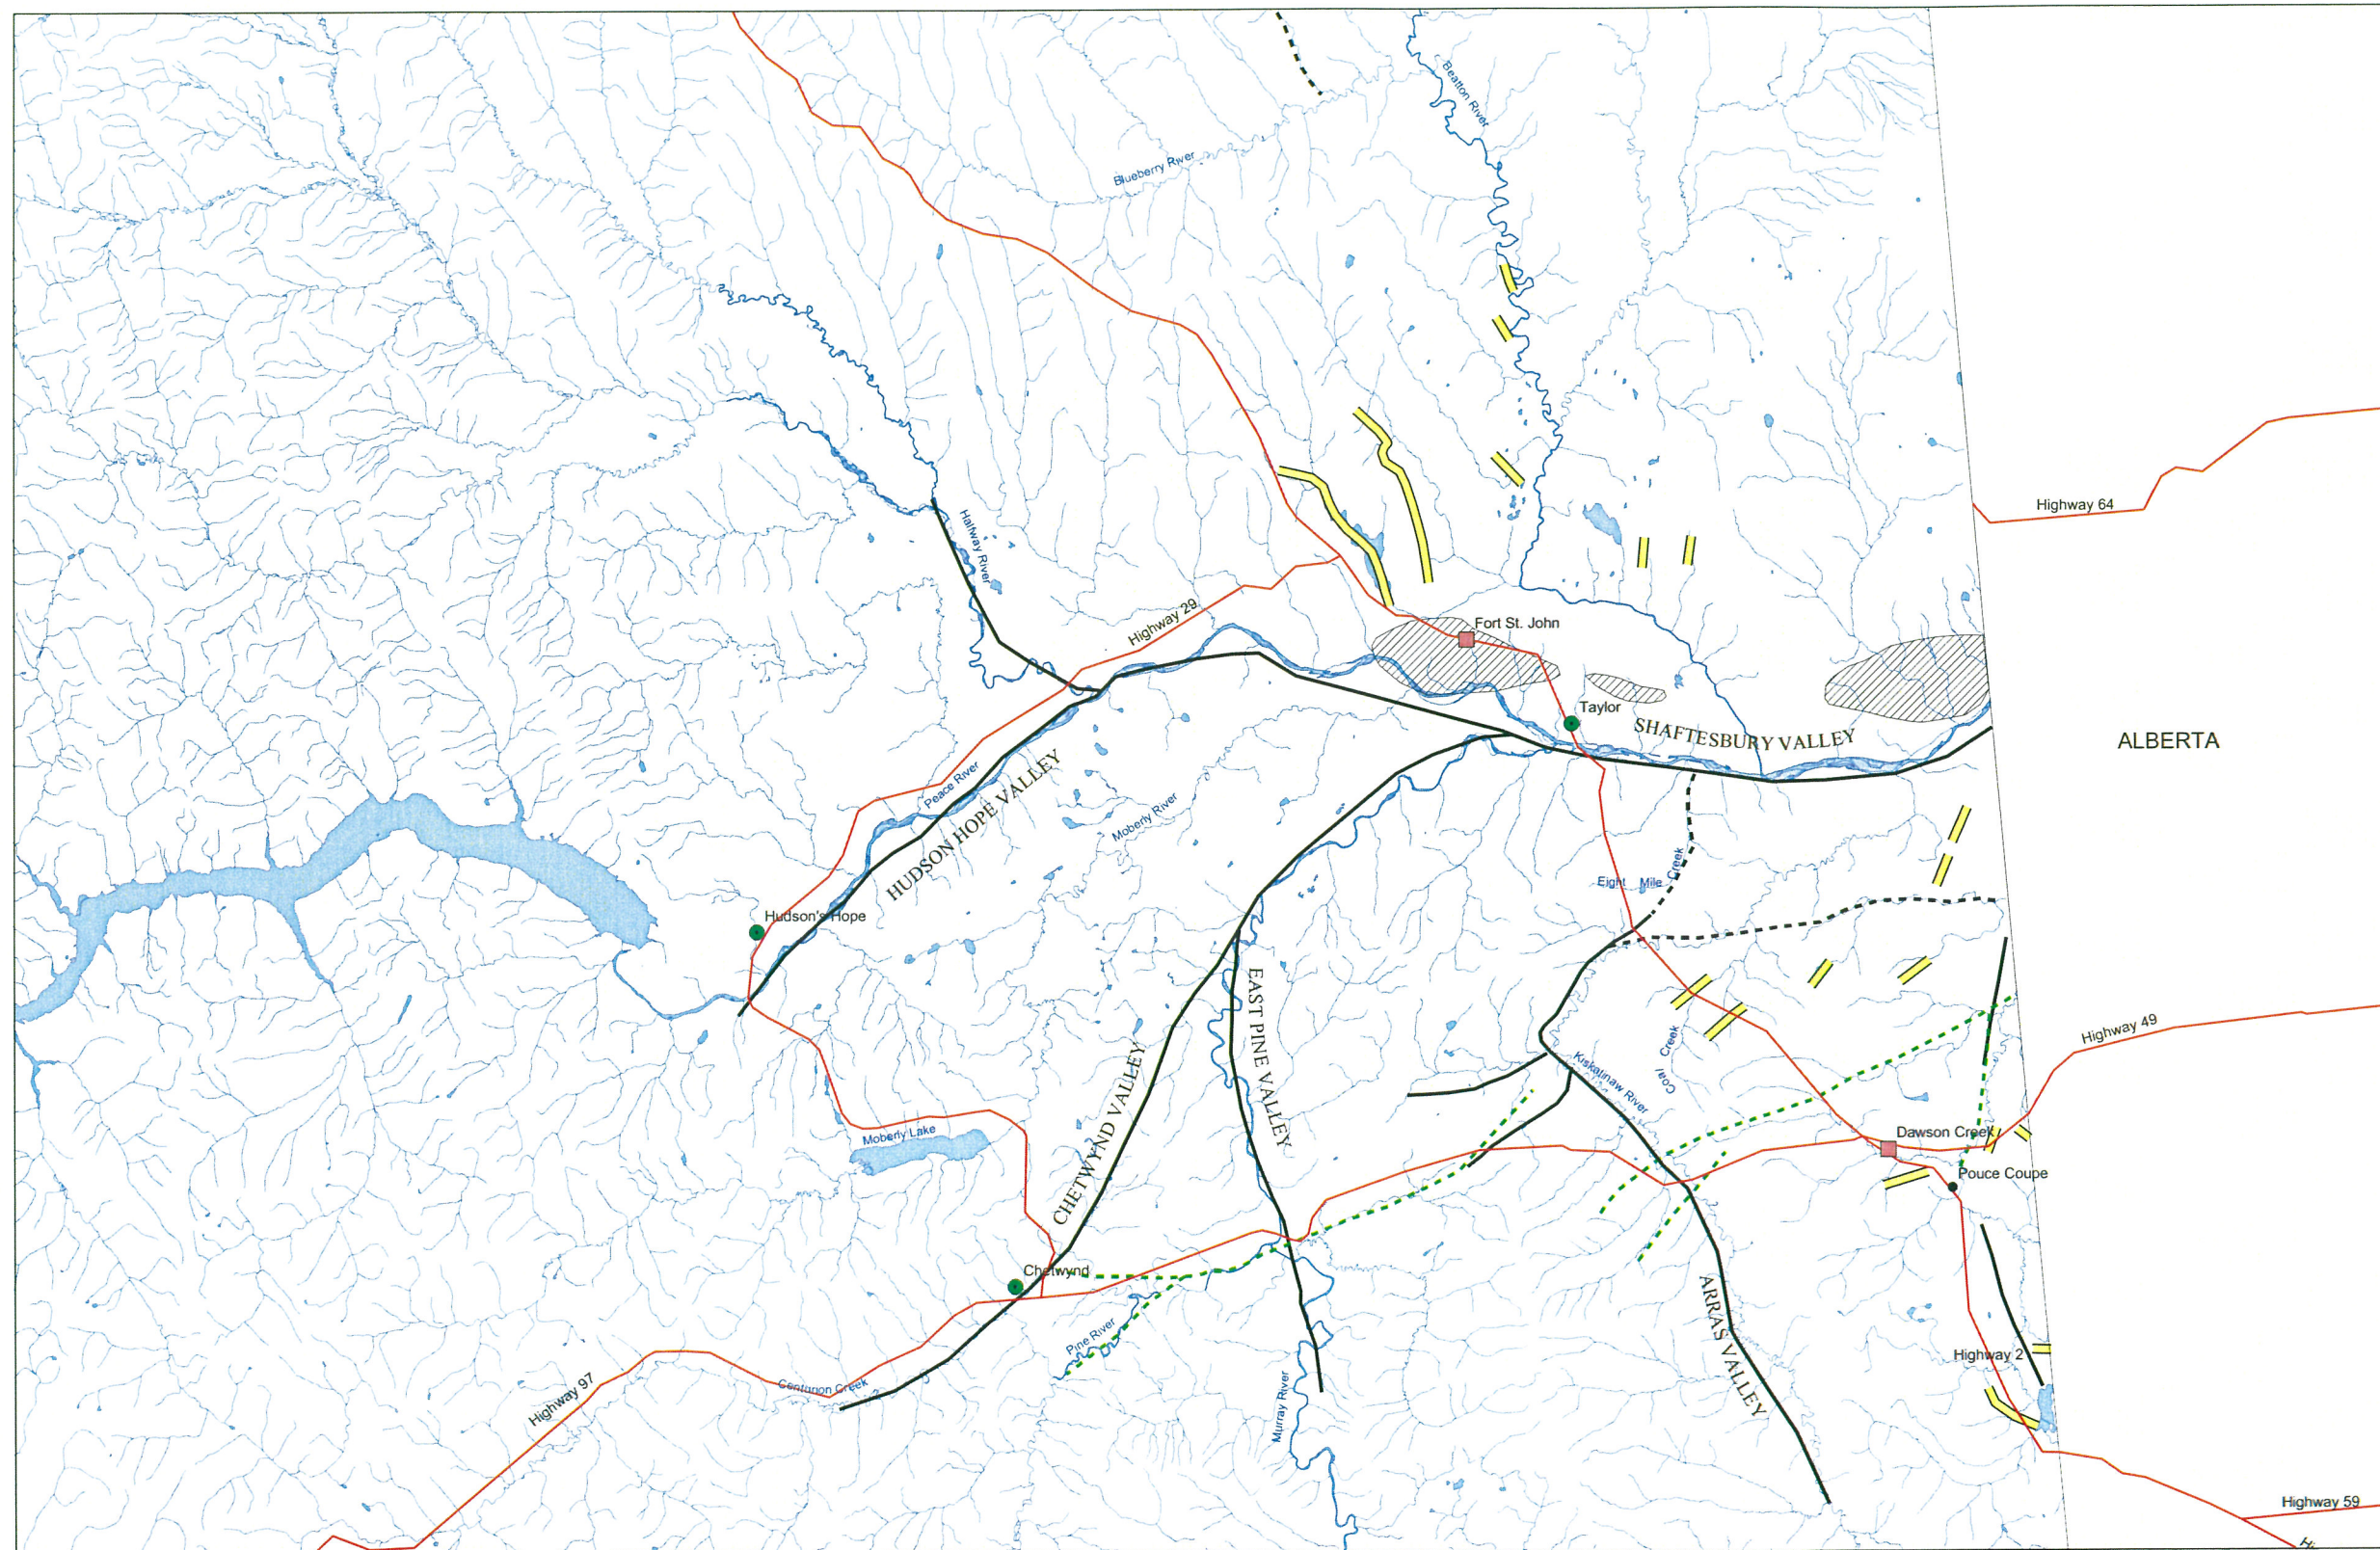 Beatton River
Blueberry River
Halfway River
Highway 64
Highway 29
Fort St. John
Taylor
SHAFTESBURY VALLEY
ALBERTA
Peace River
HUDSON HOPE VALLEY
Moberly River
Eight Mile Creek
Hudson's Hope
EAST PINE VALLEY
Coal Creek
Kiskatinaw River
Highway 49
CHETWYND VALLEY
Moberly Lake
Dawson Creek
Pouce Coupe
Chetwynd
Pine River
ARRAS VALLEY
Highway 2
Highway 97
Centurion Creek
Murray River
Highway 59